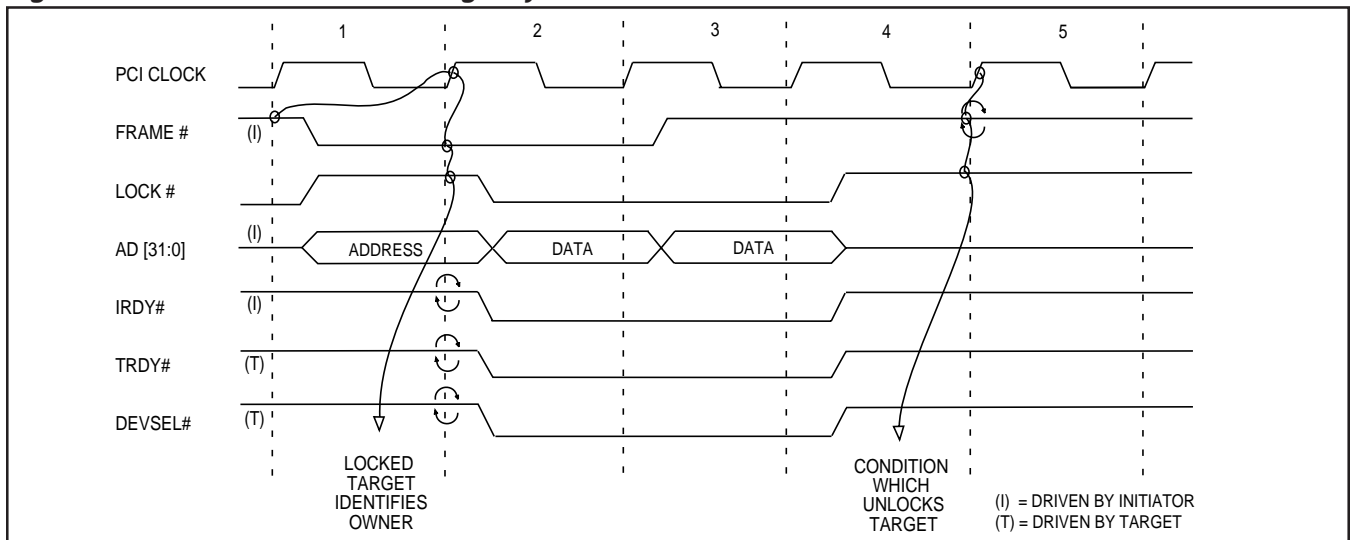 1 2 3 4 5
PCI CLOCK
FRAME # (I)
LOCK #
AD [31:0] (I) ADDRESS DATA DATA
IRDY# (I)
TRDY# (T)
DEVSEL# (T)
LOCKED
TARGET
IDENTIFIES
OWNER
CONDITION
WHICH
UNLOCKS
TARGET
(I) = DRIVEN BY INITIATOR
(T) = DRIVEN BY TARGET